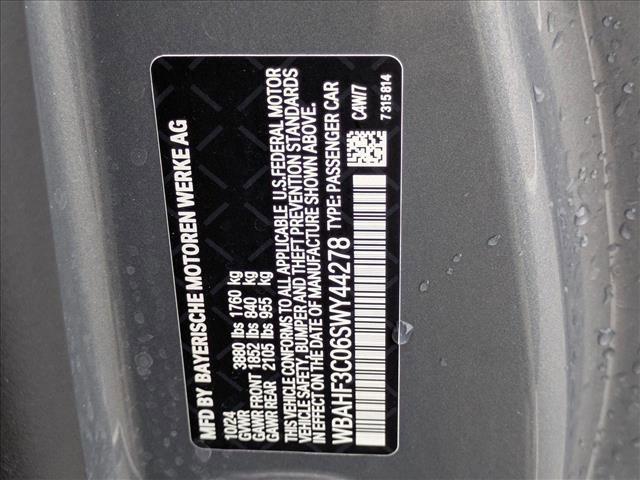 MFD BY BAYERISCHE MOTOREN WERKE AG
10/24
GVWR 3880 lbs 1760 kg
GAWR FRONT 1852 lbs 840 kg
GAWR REAR 2105 lbs 955 kg
THIS VEHICLE CONFORMS TO ALL APPLICABLE U.S.FEDERAL MOTOR
VEHICLE SAFETY, BUMPER AND THEFT PREVENTION STANDARDS
IN EFFECT ON THE DATE OF MANUFACTURE SHOWN ABOVE.
WBAHF3C06SWY44278 TYPE: PASSENGER CAR
C4W/7
7315814